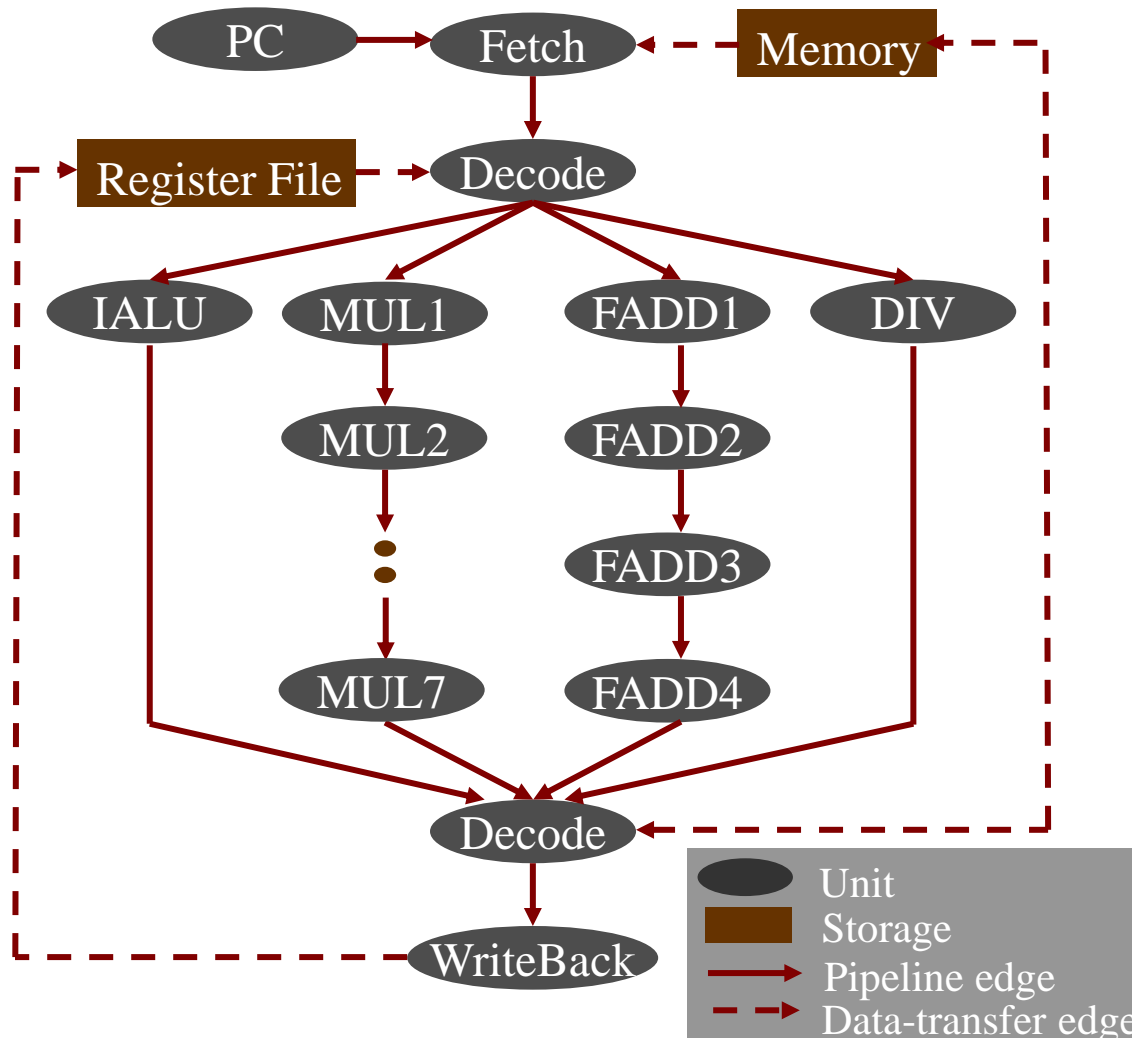 PC
Fetch
Memory
Register File
Decode
IALU
MUL1
FADD1
DIV
MUL2
FADD2
FADD3
MUL7
FADD4
Decode
WriteBack
Unit
Storage
Pipeline edge
Data-transfer edge